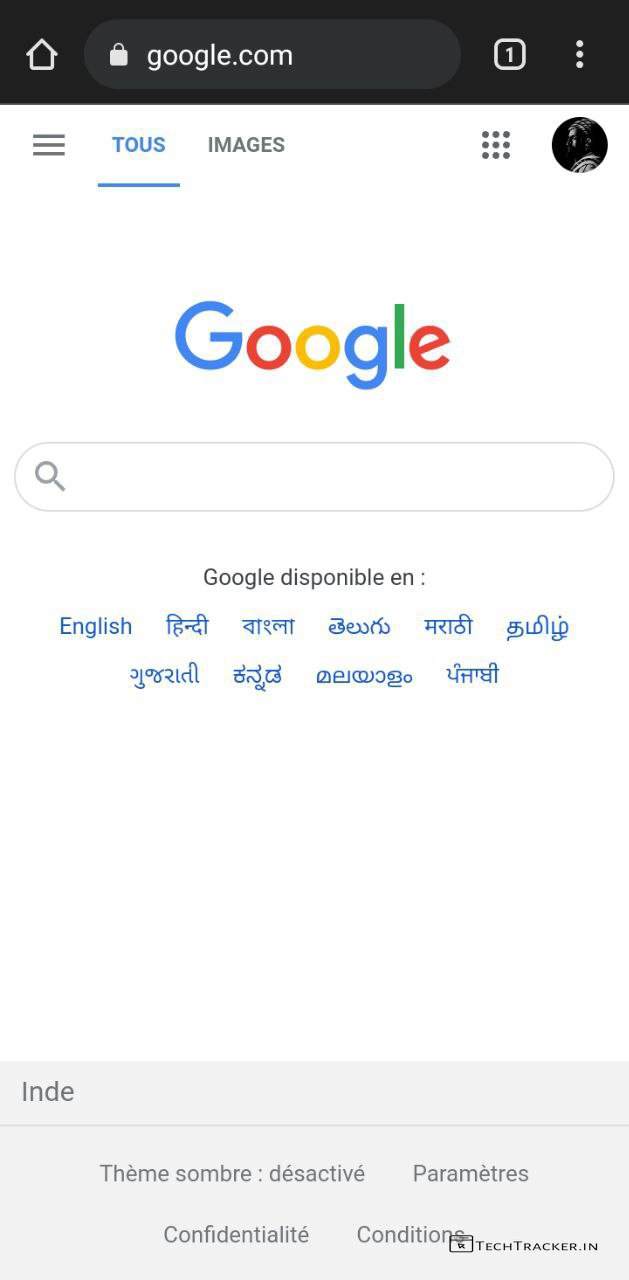 google.com 1
TOUS IMAGES
Google
Google disponible en :
English हिन्दी বাংলা తెలుగు मराठी தமிழ்
ગુજરાતી ಕನ್ನಡ മലയാളം ਪੰਜਾਬੀ
Inde
Thème sombre : désactivé Paramètres
Confidentialité Conditions
TECHTRACKER.IN